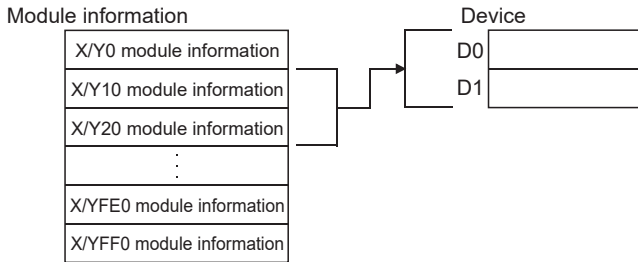 Module information
Device
X/Y0 module information
D0
X/Y10 module information
D1
X/Y20 module information
⋮
X/YFE0 module information
X/YFF0 module information